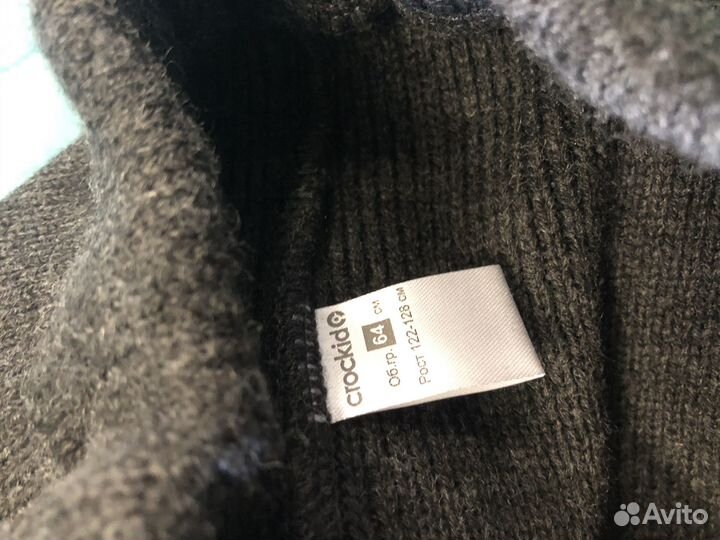 crockid
Об.гр. 64 см
Рост 122-128 см
Avito